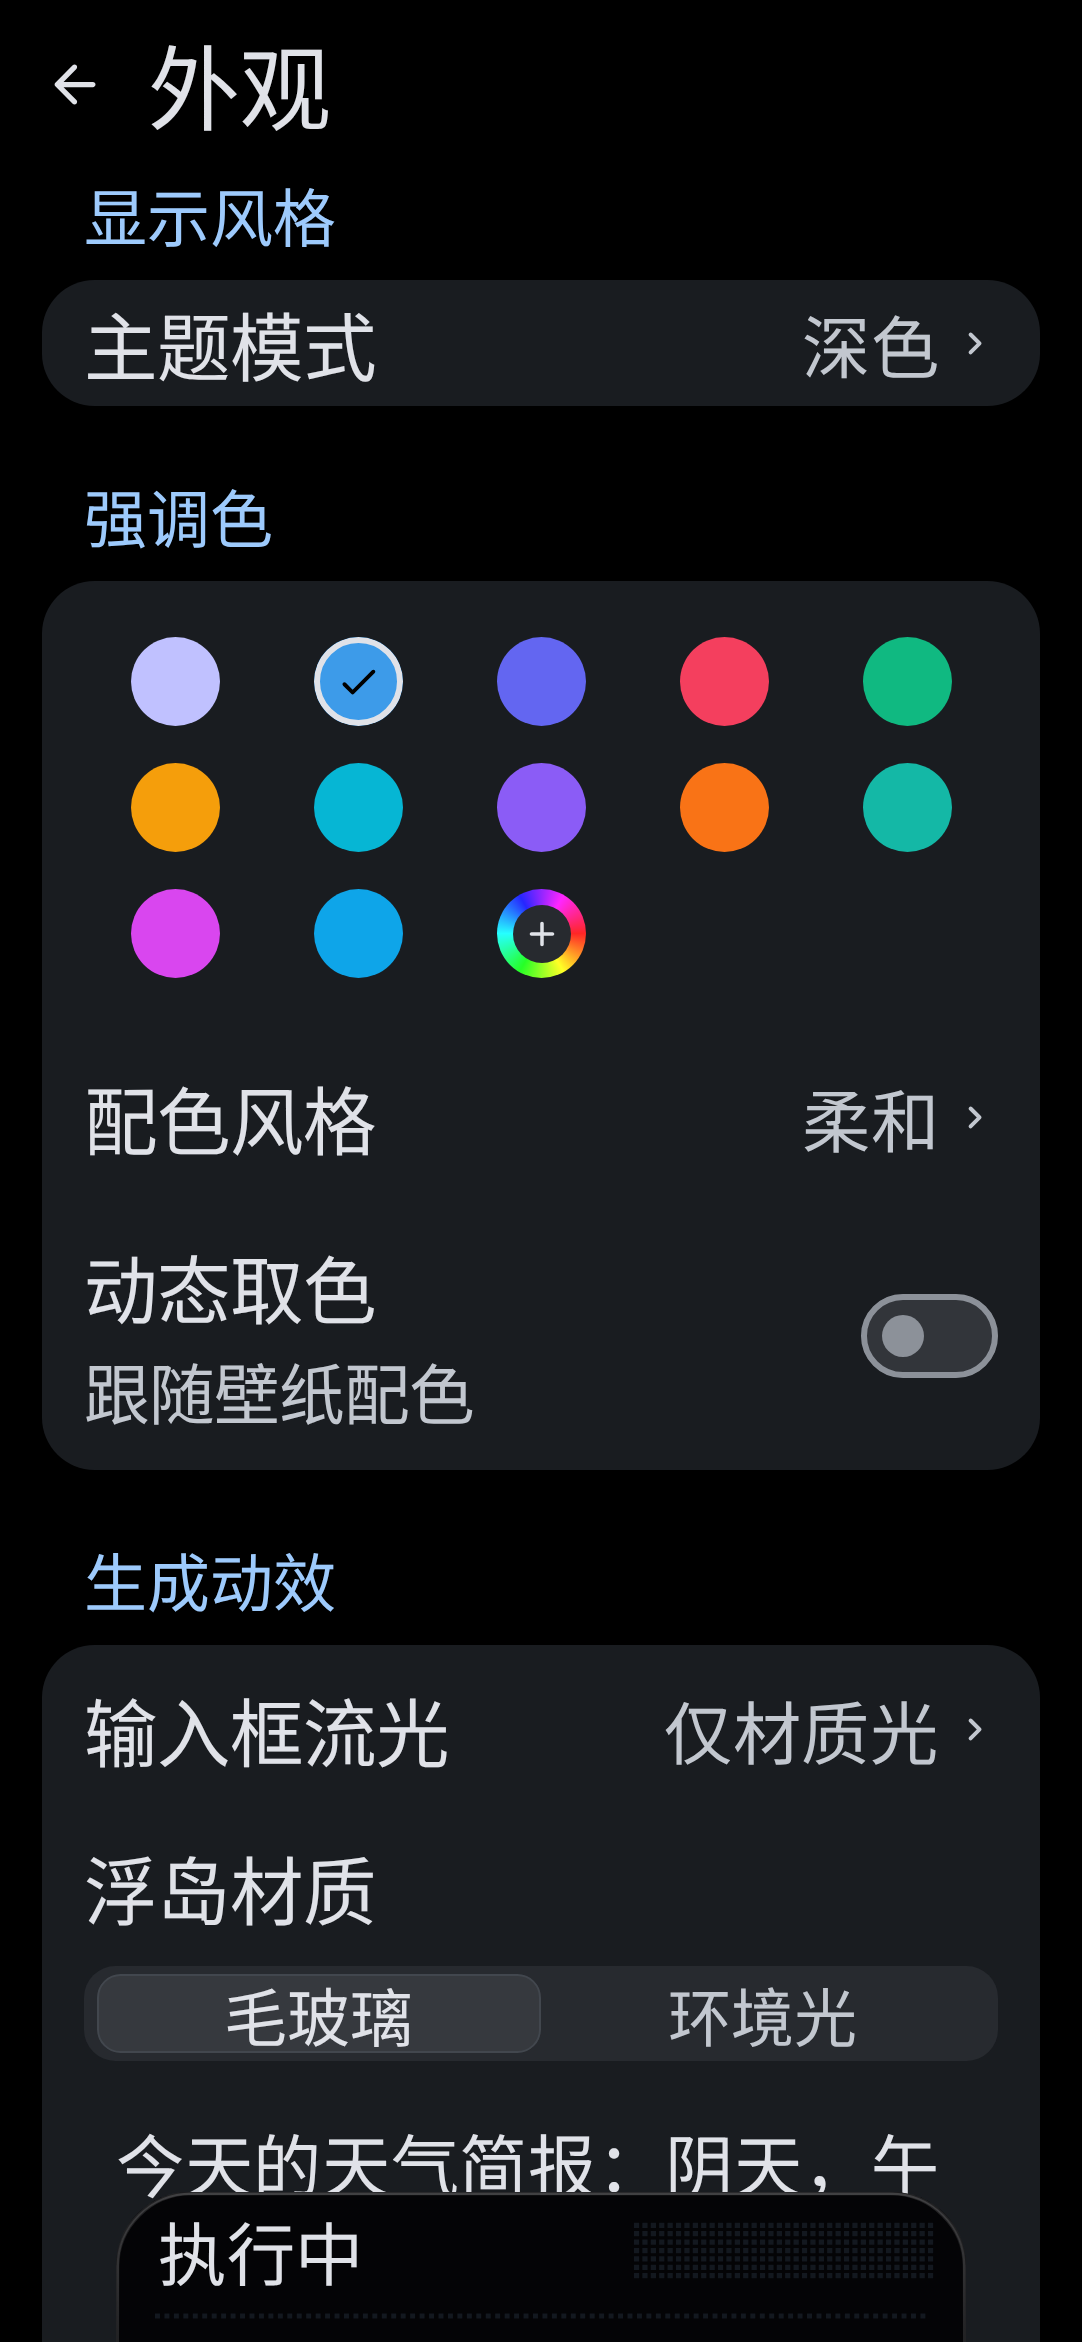 外观
显示风格
主题模式
深色
强调色
配色风格
柔和
动态取色
跟随壁纸配色
生成动效
输入框流光
仅材质光
浮岛材质
毛玻璃
环境光
今天的天气简报：阴天，午
执行中